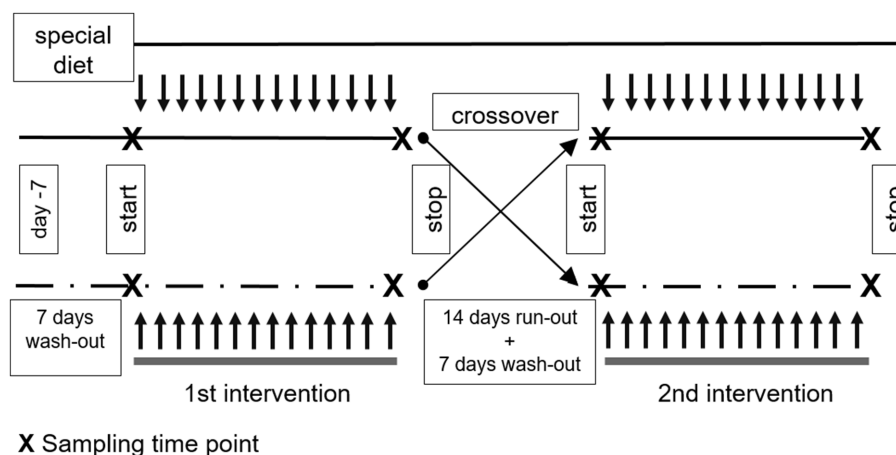 special
diet
crossover
day -7
start
stop
start
stop
7 days
wash-out
14 days run-out
+
7 days wash-out
1st intervention
2nd intervention
X Sampling time point